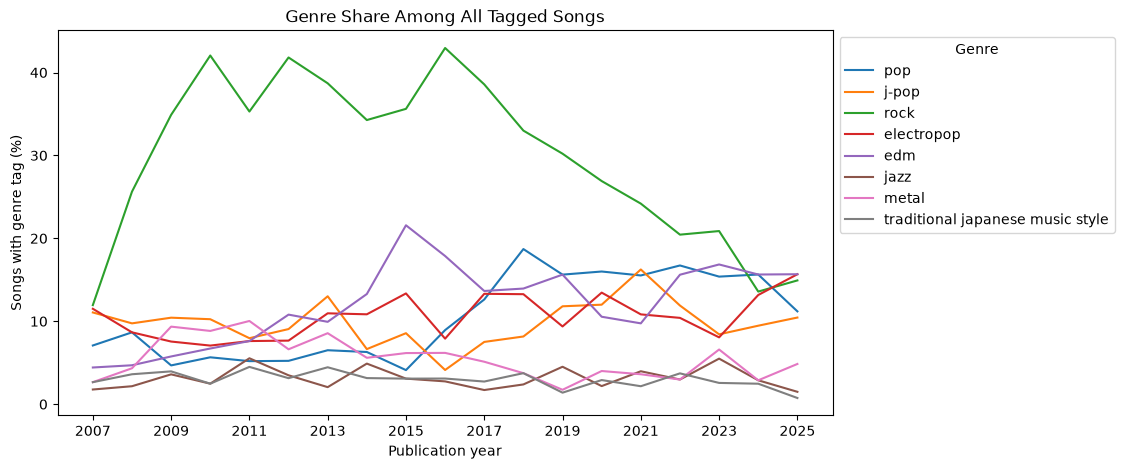 Genre Share Among All Tagged Songs
Songs with genre tag (%)
40
30
20
10
0
2007 2009 2011 2013 2015 2017 2019 2021 2023 2025
Publication year
Genre
pop
j-pop
rock
electropop
edm
jazz
metal
traditional japanese music style